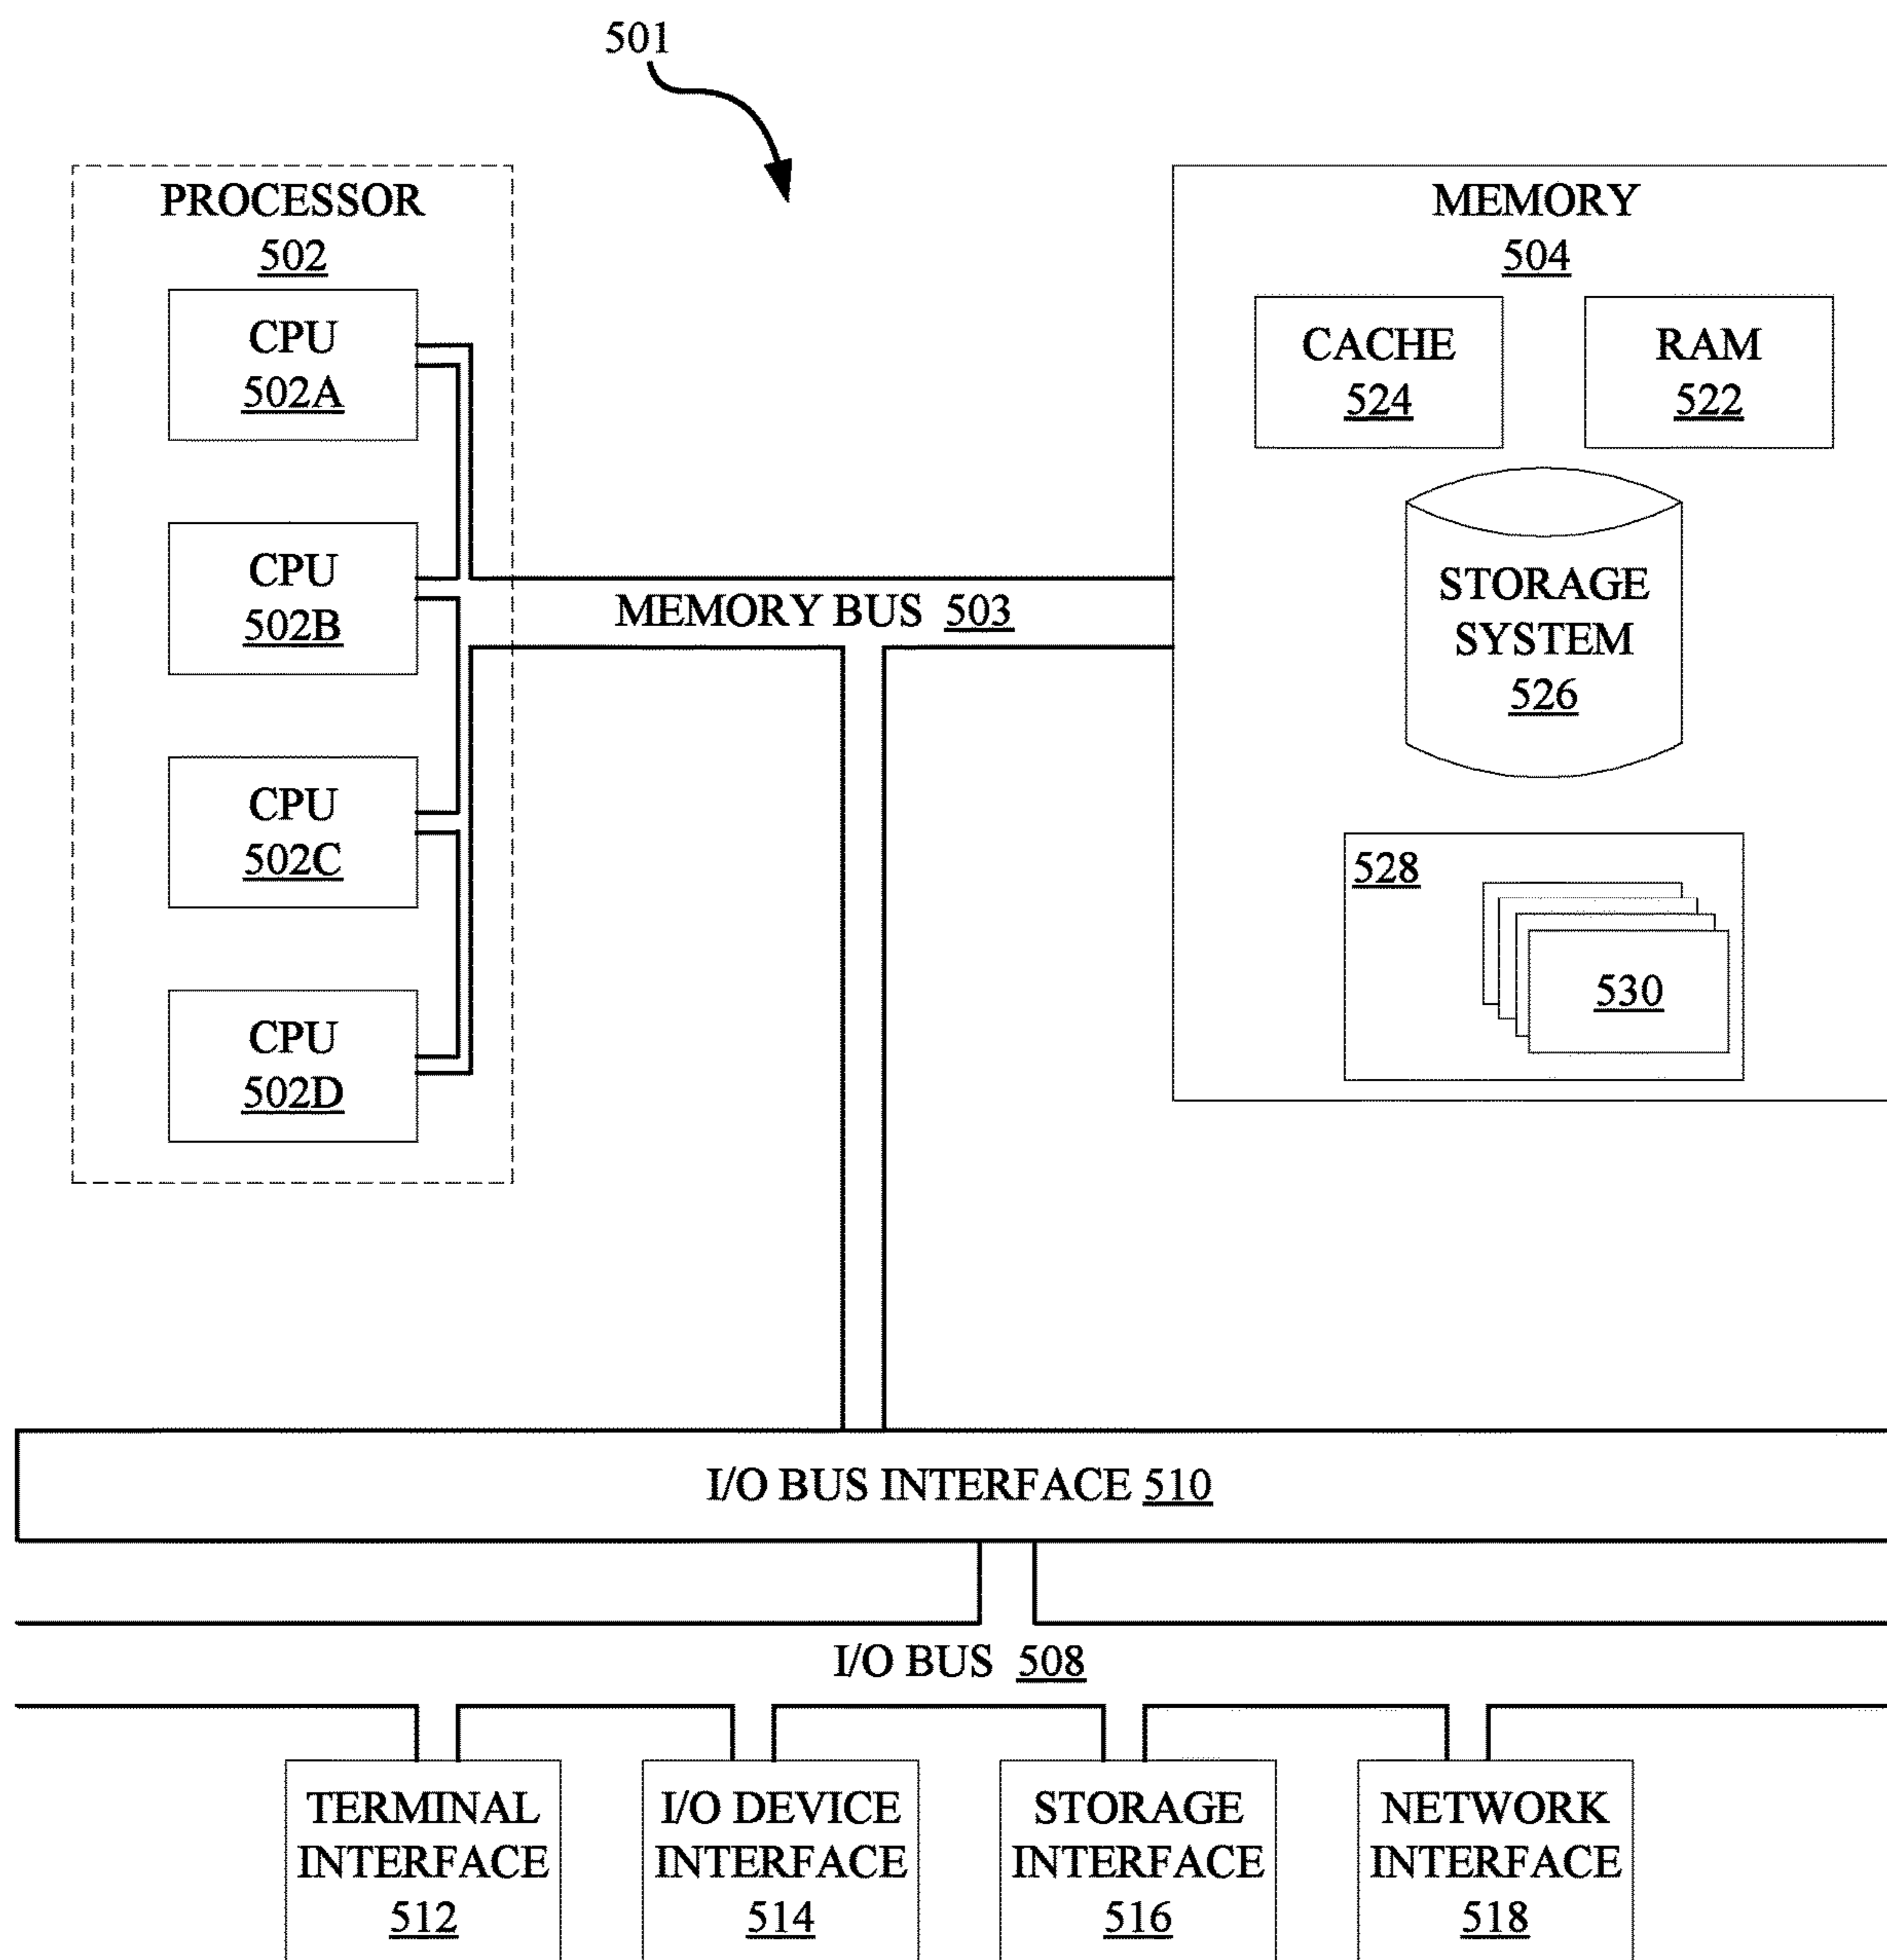 501
PROCESSOR
502
CPU
502A
CPU
502B
CPU
502C
CPU
502D
MEMORY BUS 503
MEMORY
504
CACHE
524
RAM
522
STORAGE
SYSTEM
526
528
530
I/O BUS INTERFACE 510
I/O BUS 508
TERMINAL
INTERFACE
512
I/O DEVICE
INTERFACE
514
STORAGE
INTERFACE
516
NETWORK
INTERFACE
518